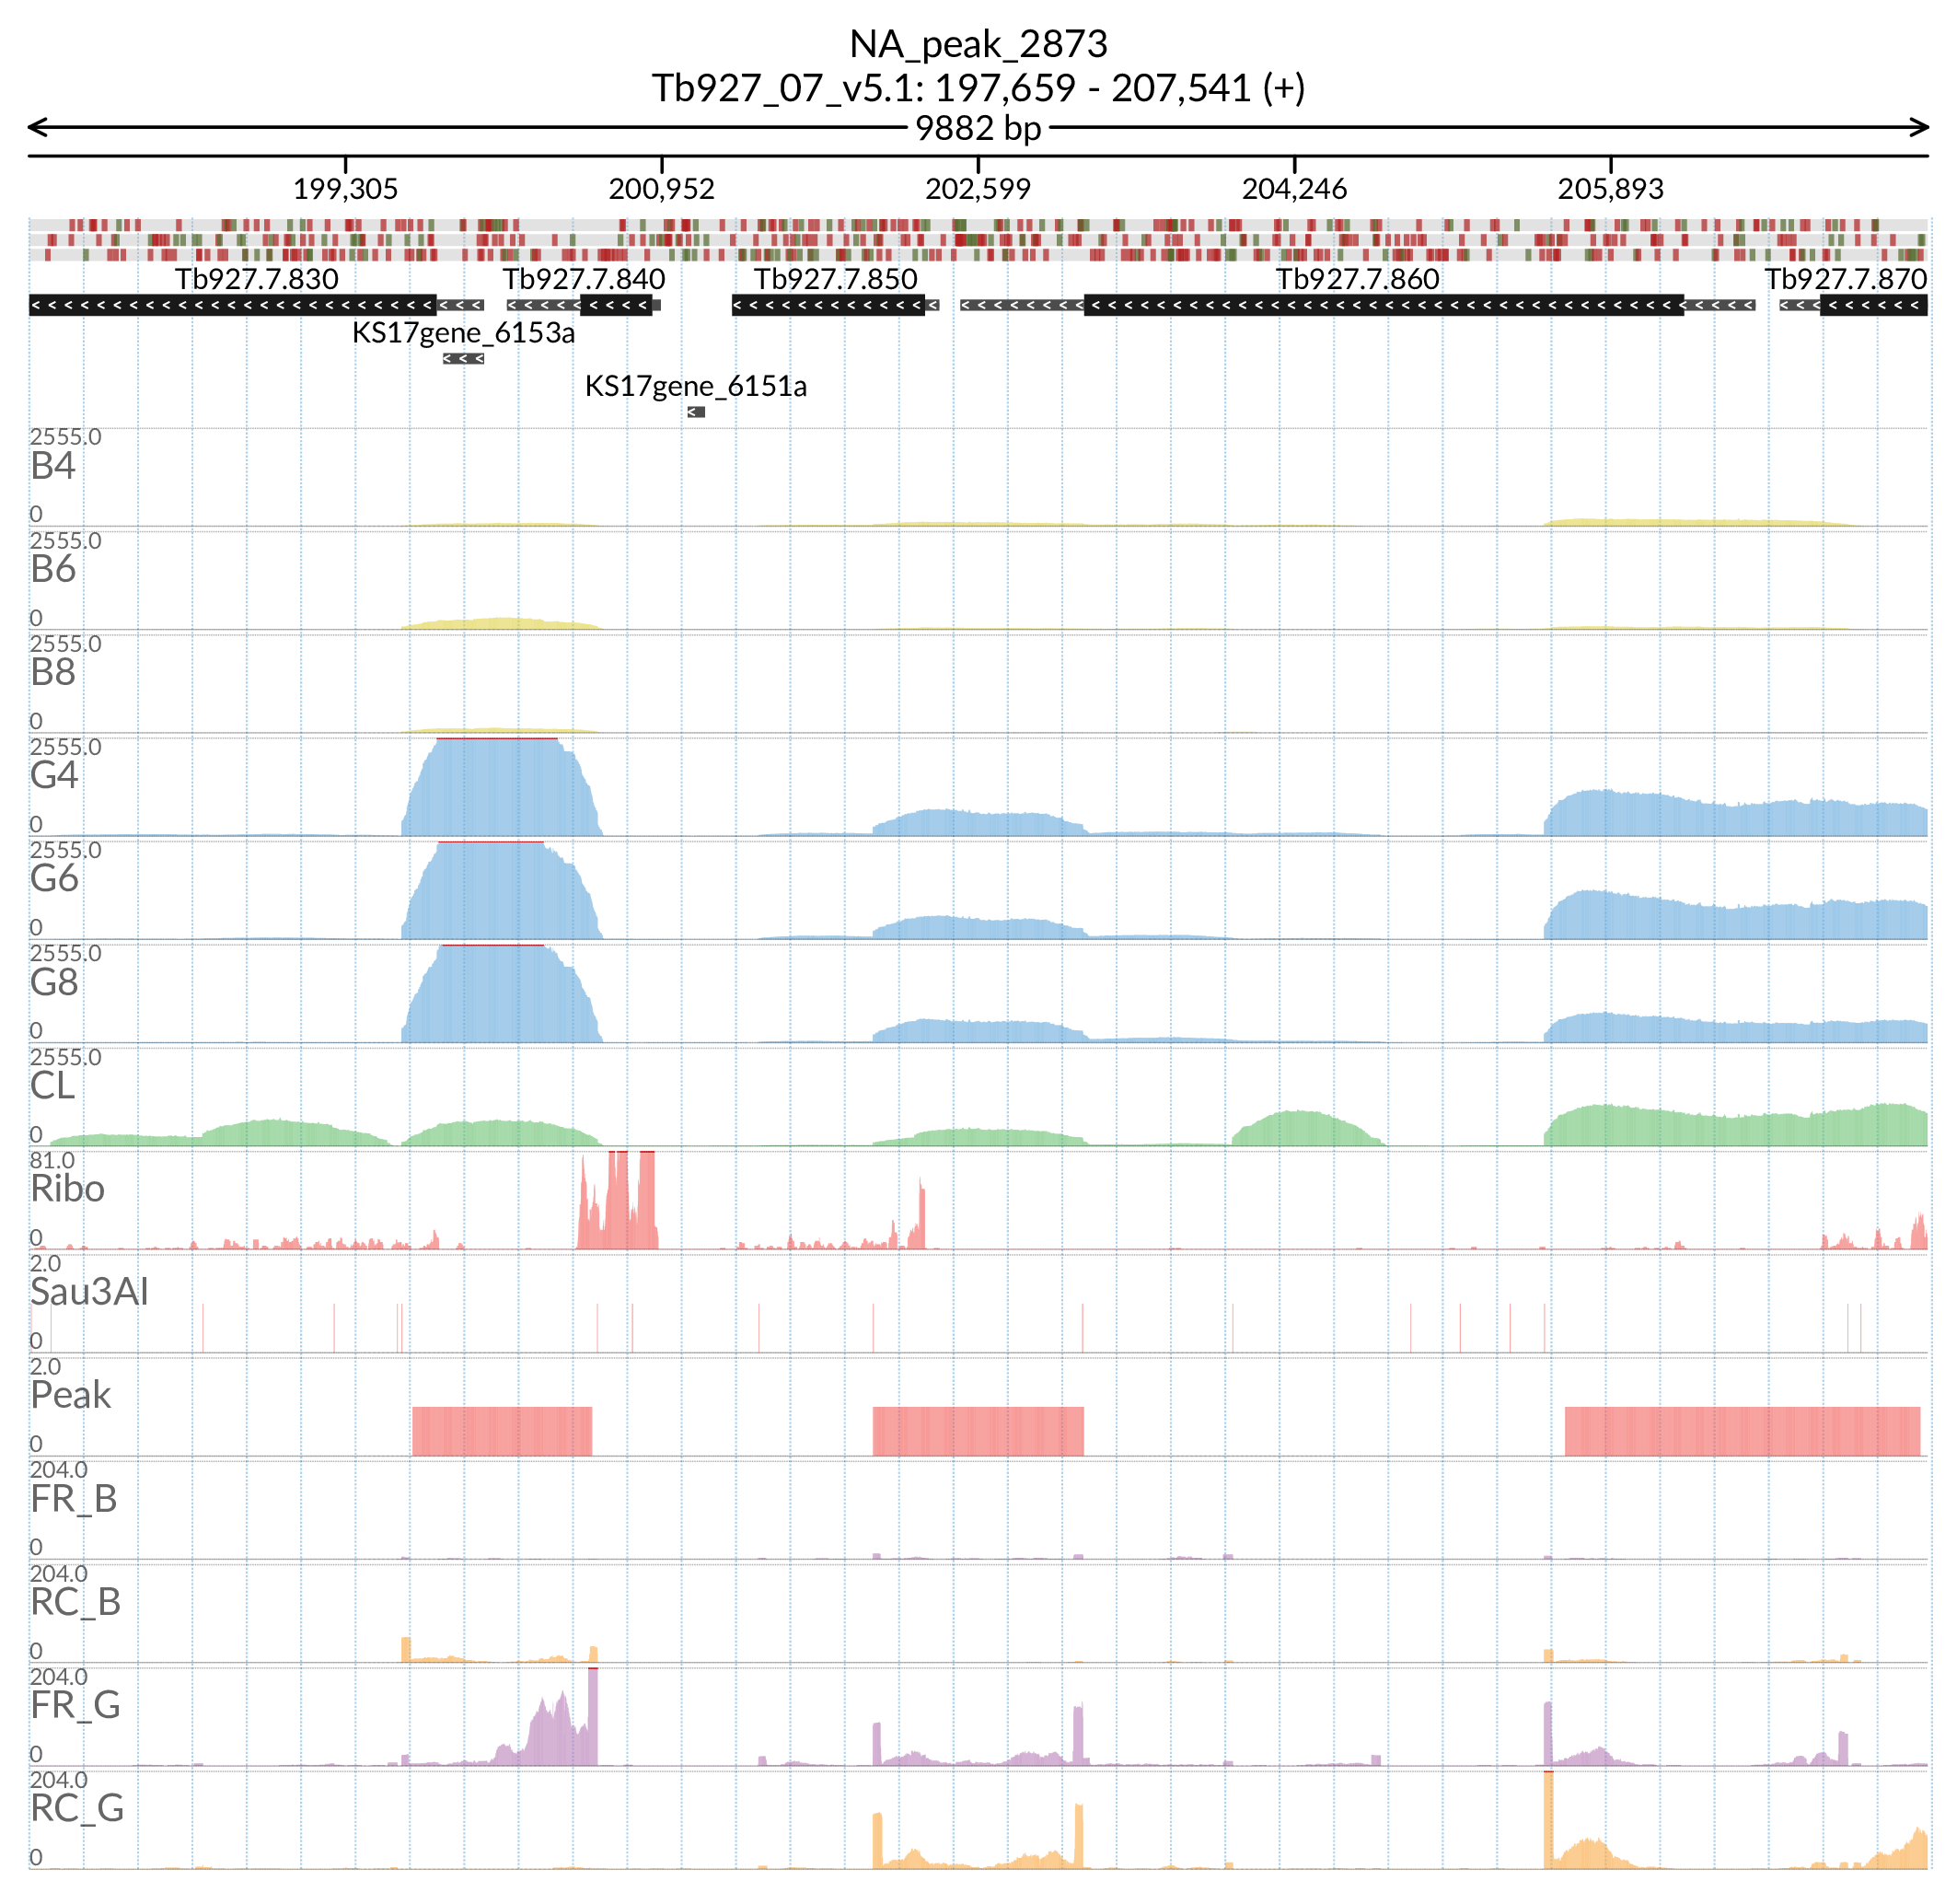 NA_peak_2873
Tb927_07_v5.1: 197,659 - 207,541 (+)
9882 bp
199,305 200,952 202,599 204,246 205,893
Tb927.7.830 Tb927.7.840 Tb927.7.850 Tb927.7.860 Tb927.7.870
KS17gene_6153a
KS17gene_6151a
2555.0
B4
0
2555.0
B6
0
2555.0
B8
0
2555.0
G4
0
2555.0
G6
0
2555.0
G8
0
2555.0
CL
0
81.0
Ribo
0
2.0
Sau3AI
0
2.0
Peak
0
204.0
FR_B
0
204.0
RC_B
0
204.0
FR_G
0
204.0
RC_G
0